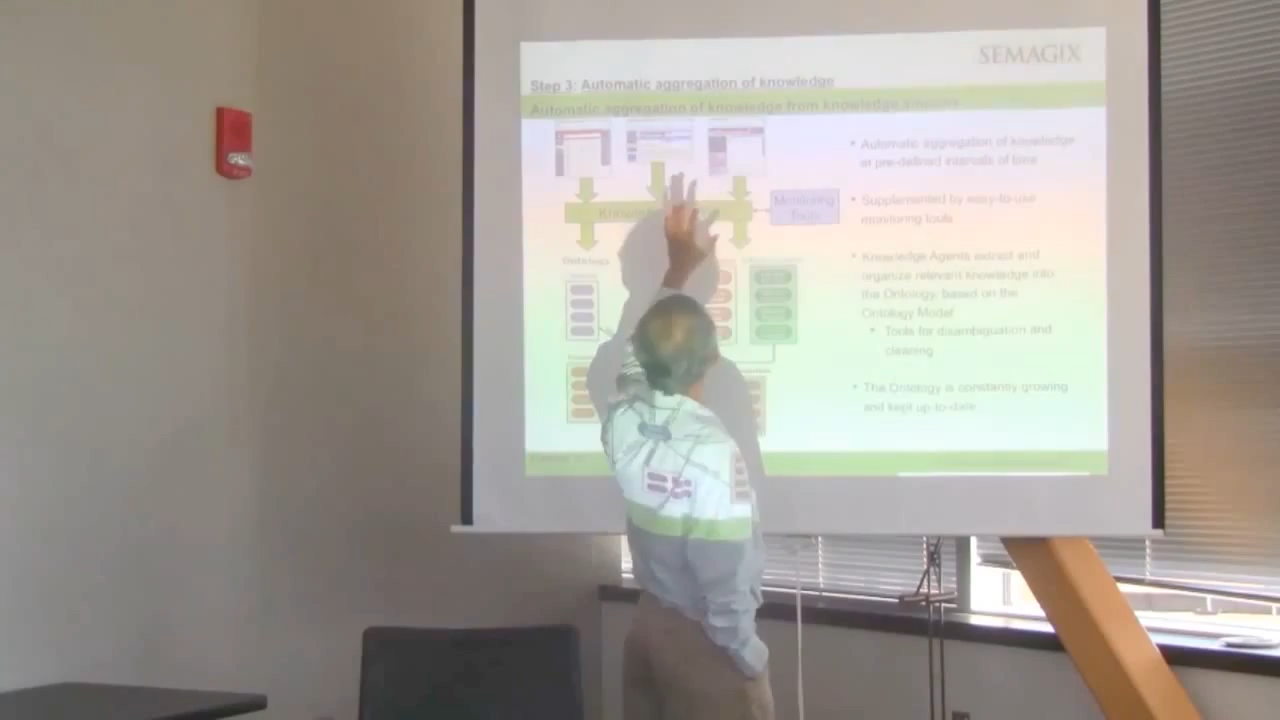 SEMAGIX
Step 3: Automatic aggregation of knowledge
Automatic aggregation of knowledge from knowledge sources
• Automatic aggregation of knowledge
at pre-defined intervals of time
Monitoring
Tools
• Supplemented by easy-to-use
monitoring tools
Ontology
• Knowledge Agents extract and
organize relevant knowledge into
the Ontology, based on the
Ontology Model
• Tools for disambiguation and
cleaning
• The Ontology is constantly growing
and kept up-to-date